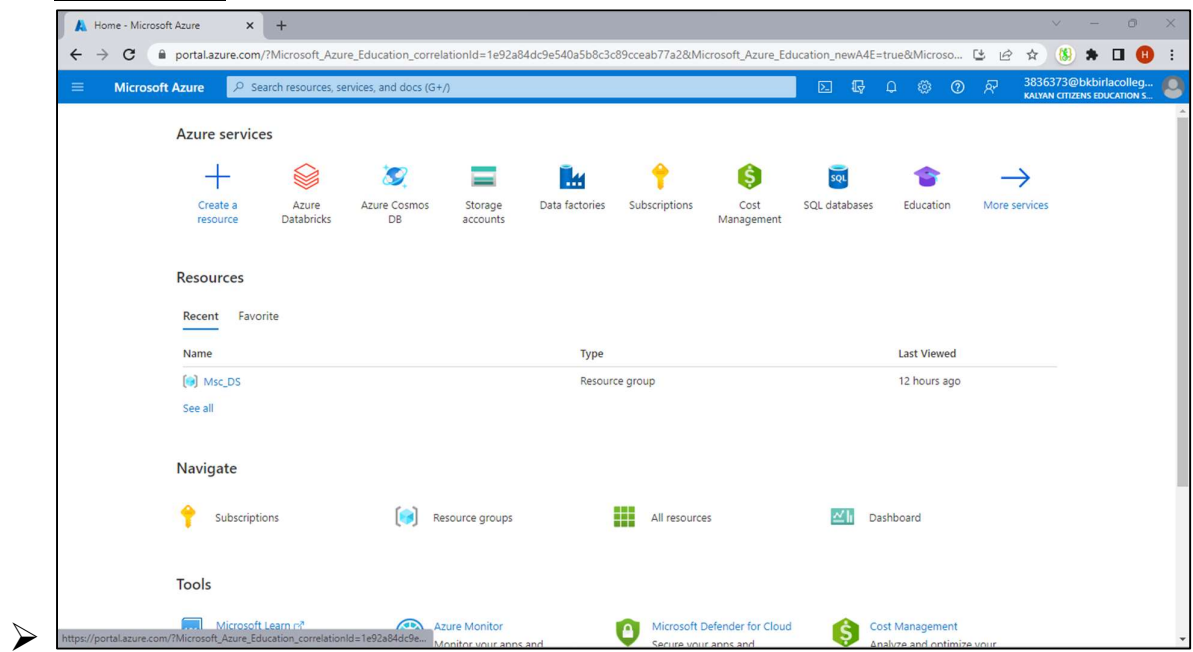 Home - Microsoft Azure
portal.azure.com/?Microsoft_Azure_Education_correlationId=1e92a84dc9e540a5b8c3c89cceab77a2&Microsoft_Azure_Education_newA4E=true&Microso...
H
Microsoft Azure
Search resources, services, and docs (G+/)
3836373@bkbirlacolleg...
KALYAN CITIZENS EDUCATION S...
Azure services
Create a resource
Azure Databricks
Azure Cosmos DB
Storage accounts
Data factories
Subscriptions
Cost Management
SQL
SQL databases
Education
More services
Resources
Recent Favorite
Name Type Last Viewed
Msc_DS Resource group 12 hours ago
See all
Navigate
Subscriptions Resource groups All resources Dashboard
Tools
Microsoft Learn
Azure Monitor
Monitor your apps and
Microsoft Defender for Cloud
Secure your apps and
Cost Management
Analyze and optimize your
https://portal.azure.com/?Microsoft_Azure_Education_correlationId=1e92a84dc9e...